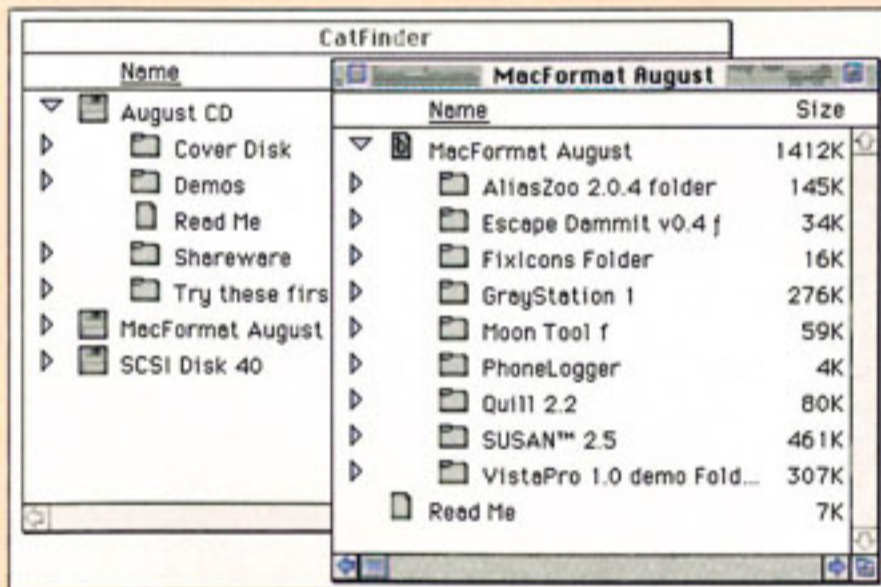 CatFinder
Name
August CD
Cover Disk
Demos
Read Me
Shareware
Try these firs
MacFormat August
SCSI Disk 40
MacFormat August
Name Size
MacFormat August 1412K
AliasZoo 2.0.4 folder 145K
Escape Dammit v0.4 ƒ 34K
FixIcons Folder 16K
GrayStation 1 276K
Moon Tool f 59K
PhoneLogger 4K
Quill 2.2 80K
SUSAN™ 2.5 461K
VistaPro 1.0 demo Fold... 307K
Read Me 7K